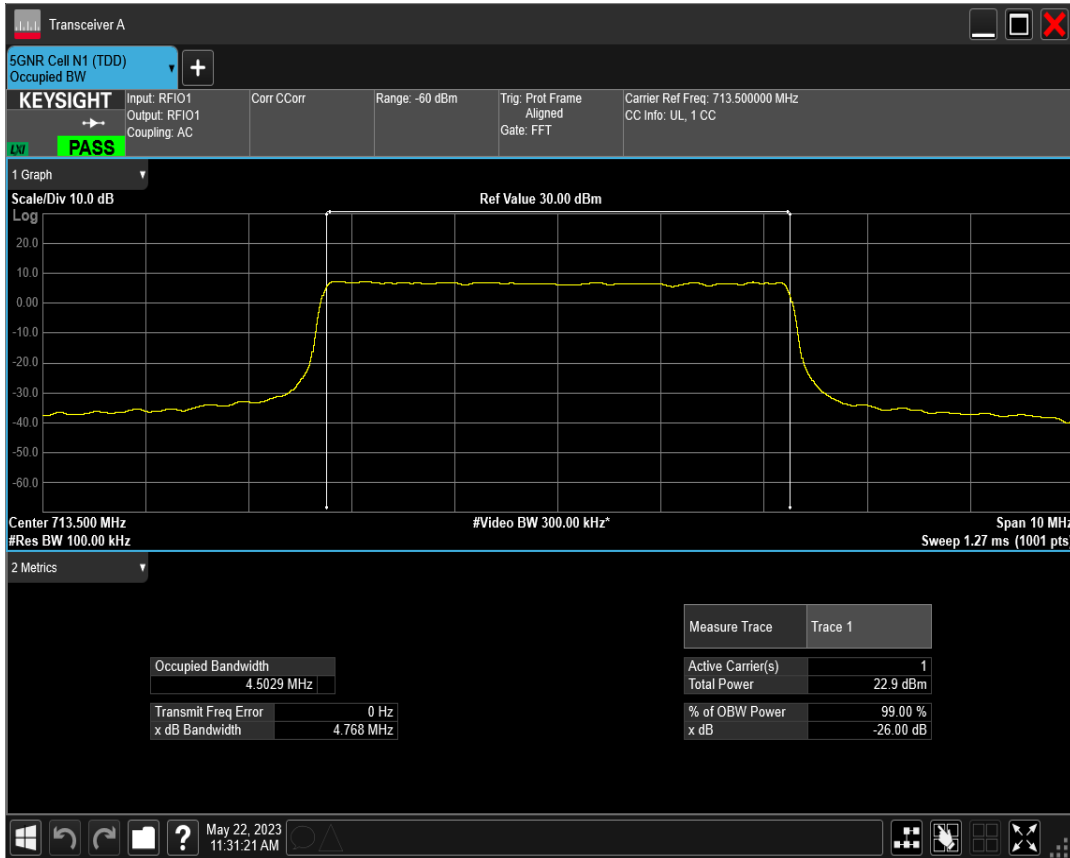 Transceiver A
5GNR Cell N1 (TDD)
Occupied BW
+
KEYSIGHT
LXI
PASS
Input: RFIO1
Output: RFIO1
Coupling: AC
Corr CCorr
Range: -60 dBm
Trig: Prot Frame
Aligned
Gate: FFT
Carrier Ref Freq: 713.500000 MHz
CC Info: UL, 1 CC
1 Graph
Scale/Div 10.0 dB
Ref Value 30.00 dBm
Log
20.0
10.0
0.00
-10.0
-20.0
-30.0
-40.0
-50.0
-60.0
Center 713.500 MHz
#Video BW 300.00 kHz*
Span 10 MHz
#Res BW 100.00 kHz
Sweep 1.27 ms (1001 pts)
2 Metrics
Measure Trace Trace 1
Occupied Bandwidth
4.5029 MHz
Active Carrier(s) 1
Total Power 22.9 dBm
Transmit Freq Error 0 Hz
x dB Bandwidth 4.768 MHz
% of OBW Power 99.00 %
x dB -26.00 dB
?
May 22, 2023
11:31:21 AM